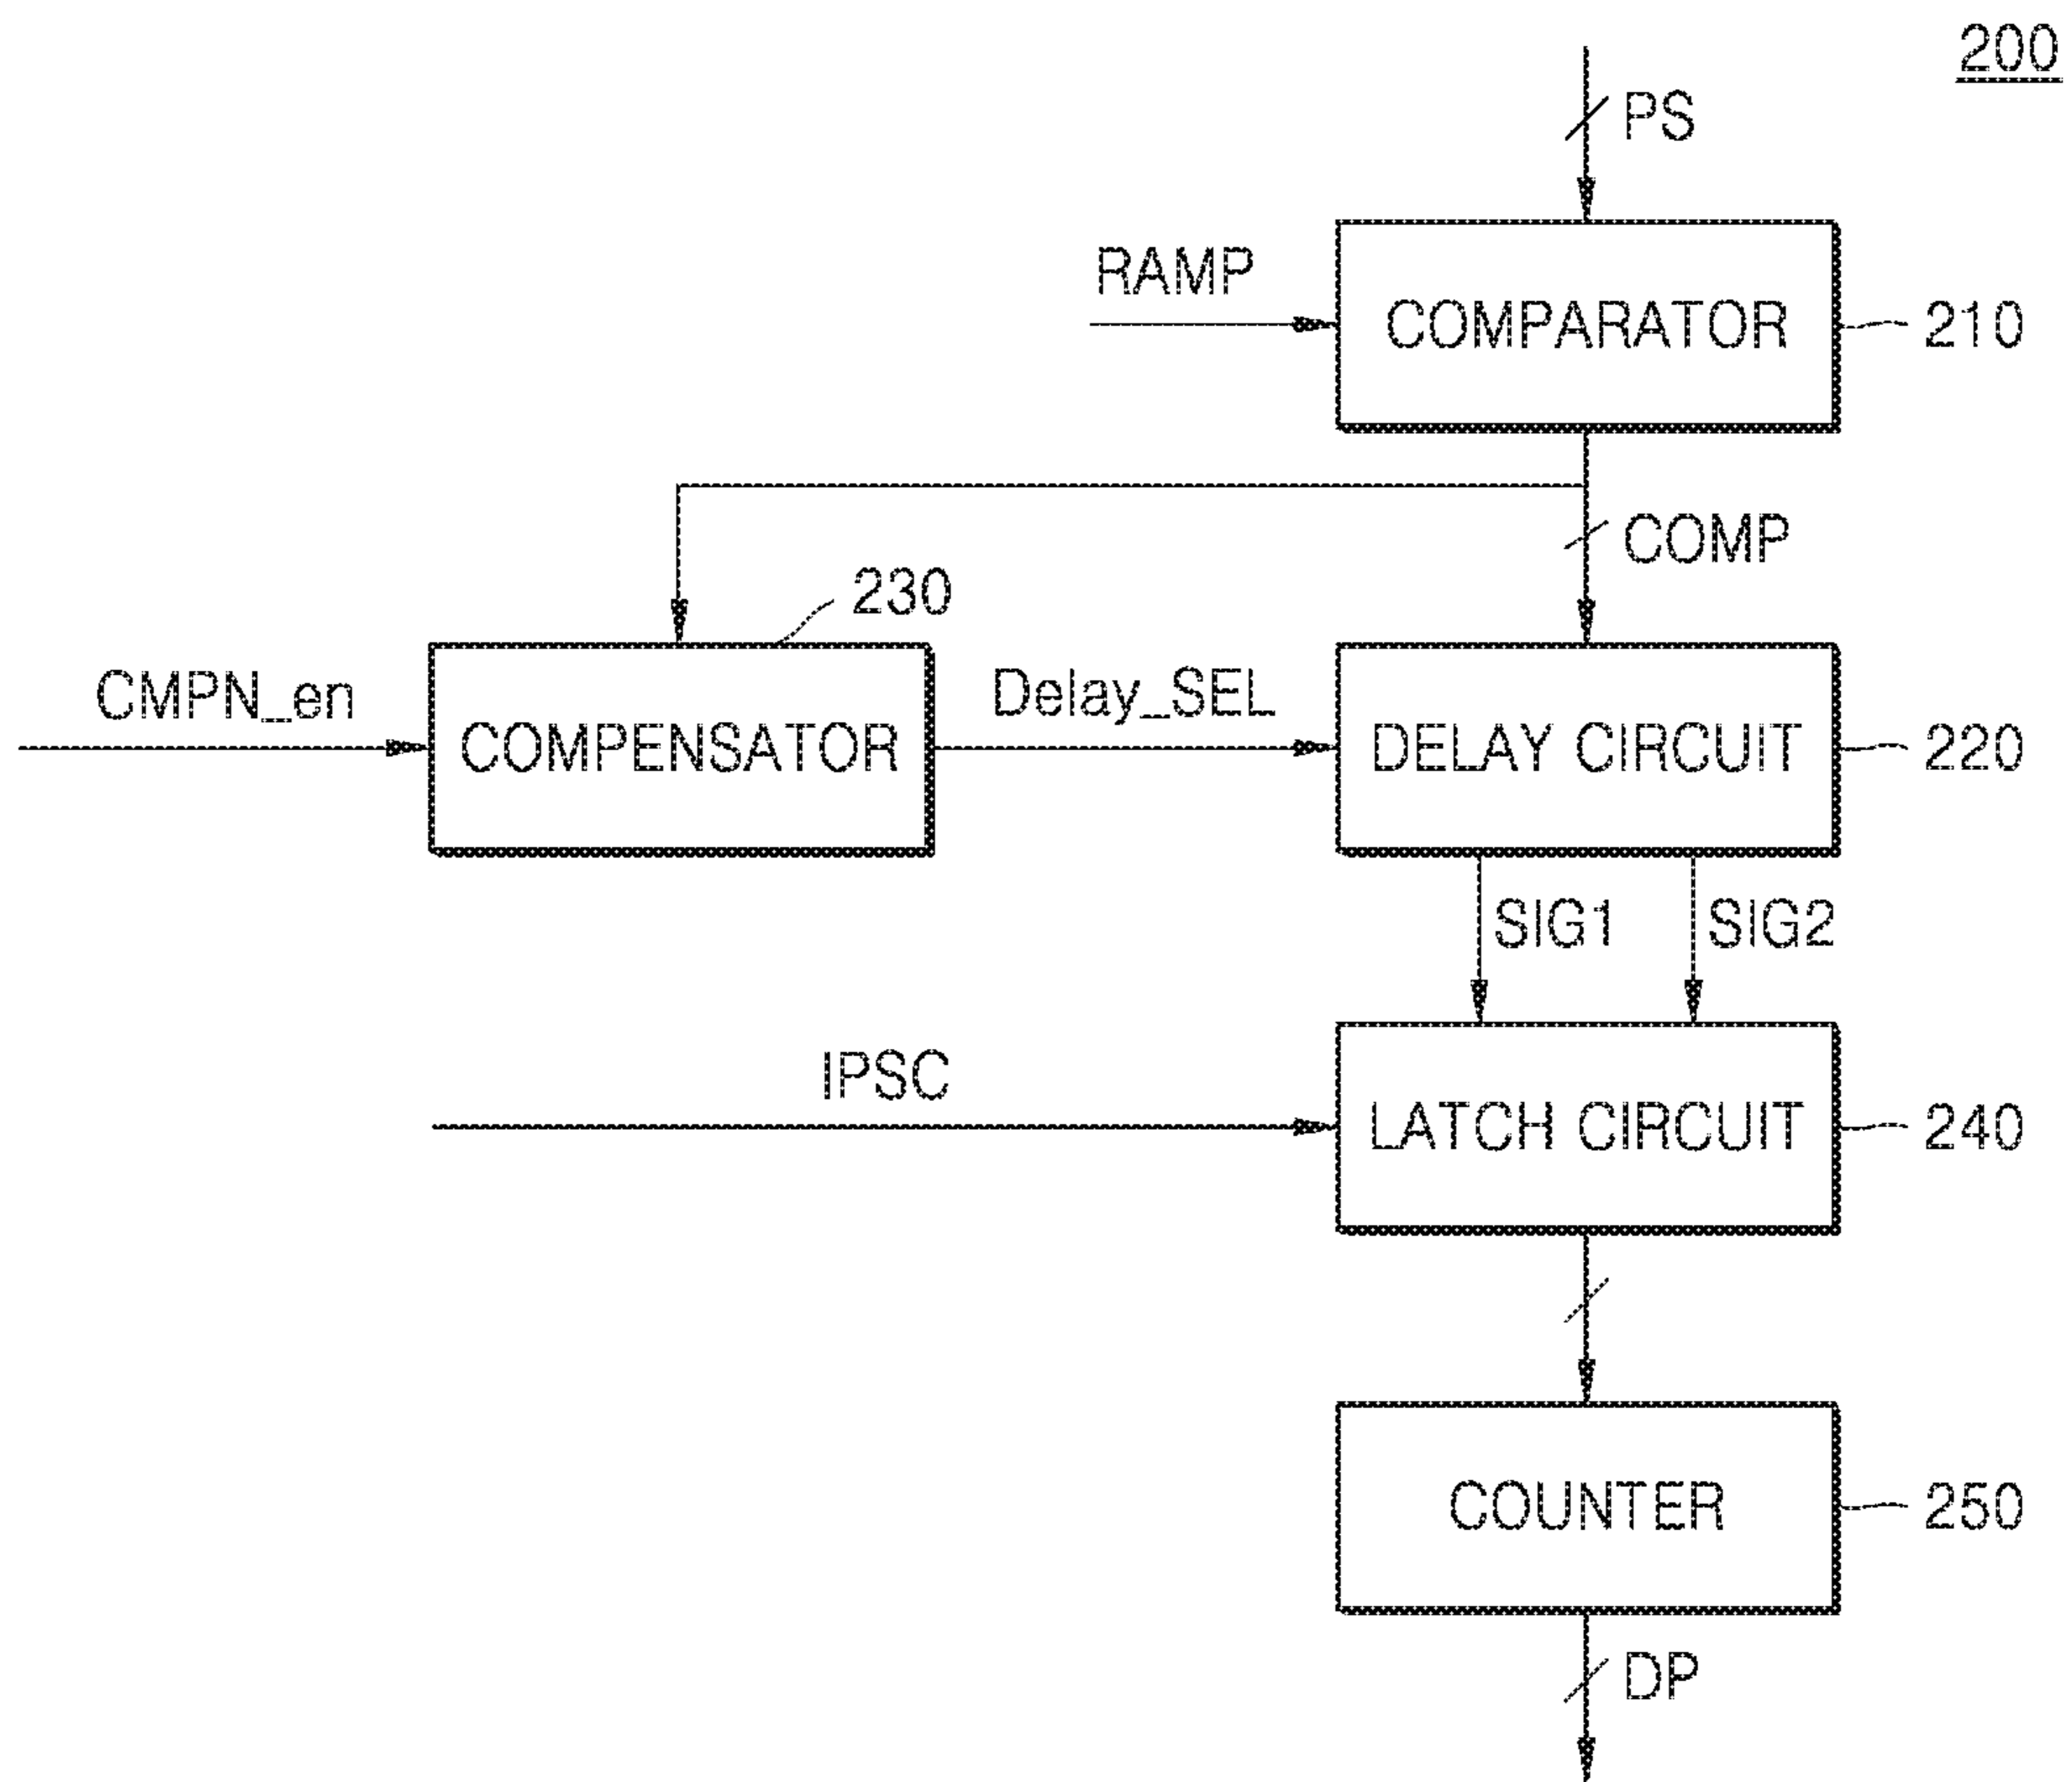 200
PS
RAMP
COMPARATOR
210
COMP
230
CMPN_en
COMPENSATOR
Delay_SEL
DELAY CIRCUIT
220
SIG1
SIG2
IPSC
LATCH CIRCUIT
240
COUNTER
250
DP